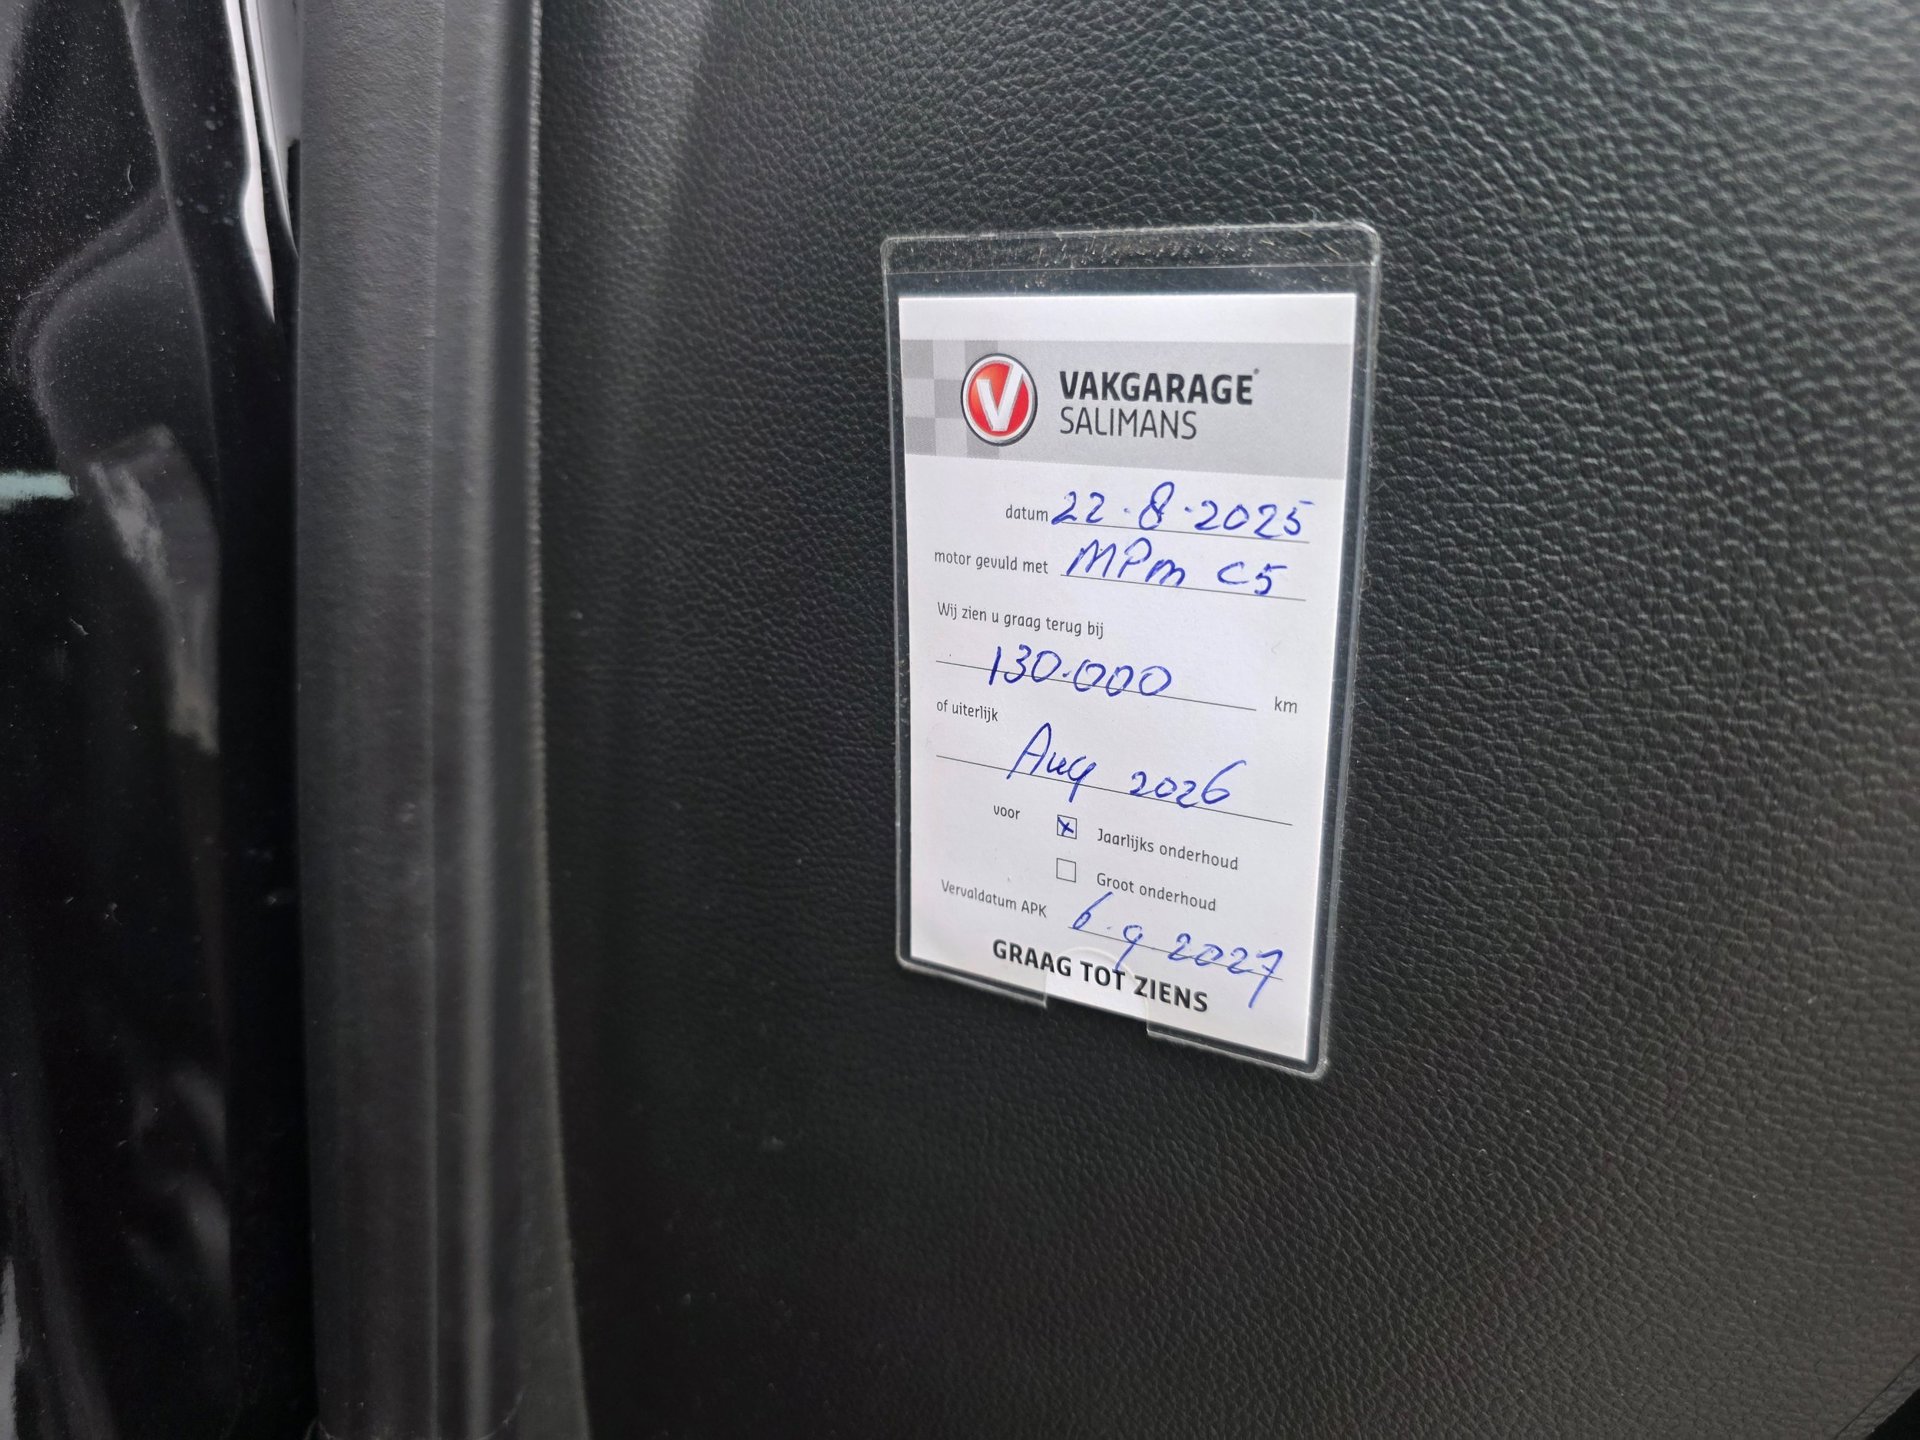 V VAKGARAGE®
SALIMANS
datum 22.8.2025
motor gevuld met MPm C5
Wij zien u graag terug bij
130.000 km
of uiterlijk
Aug 2026
voor x Jaarlijks onderhoud
Groot onderhoud
Vervaldatum APK 6.9 2027
GRAAG TOT ZIENS